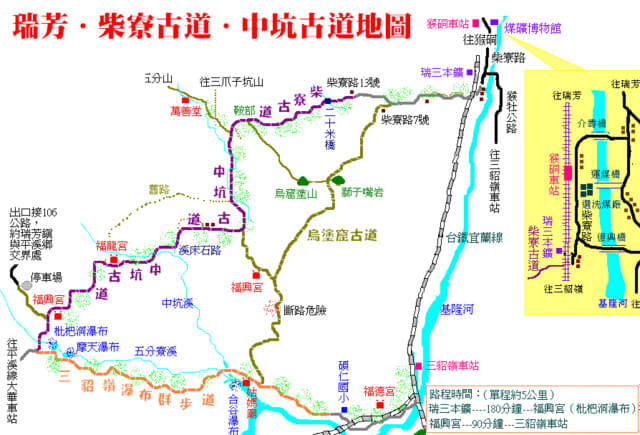 瑞芳・柴寮古道・中坑古道地圖
猴硐車站
煤礦博物館
往猴硐
柴寮路
瑞三本鑛
五分山
往三爪子坑山
柴寮路13號
柴寮路7號
猴牡公路
往三貂嶺車站
萬善堂
鞍部
柴寮古道
二十米橋
中坑古道
舊路
烏窟塗山
獅子嘴岩
烏塗窟古道
台鐵宜蘭線
基隆河
出口接106
公路，
約瑞芳鎮
與平溪鄉
交界處
停車場
福龍宮
溪床石路
中坑古道
福興宮
福興宮
斷路危險
中坑溪
枇杷洞瀑布
摩天瀑布
五分寮溪
往平溪線大華車站
三貂嶺瀑布群步道
合谷瀑布
姑媽廟
碩仁國小
福德宮
三貂嶺車站
往瑞芳
往瑞芳
介壽橋
猴硐車站
運煤橋
選洗煤廠
柴寮路
復興橋
瑞三本鑛
柴寮古道
往三貂嶺
基隆河
往
路程時間：(單程約5公里)
瑞三本鑛----180分鐘---福興宮（枇杷洞瀑布）
福興宮---90分鐘---三貂嶺車站